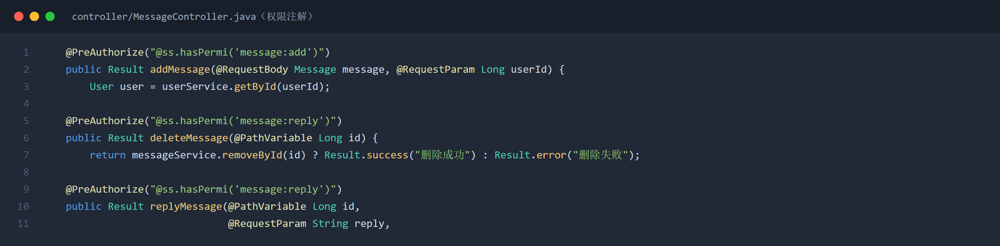 controller/MessageController.java（权限注解）
1 @PreAuthorize("@ss.hasPermi('message:add')")
2 public Result addMessage(@RequestBody Message message, @RequestParam Long userId) {
3 User user = userService.getById(userId);
4
5 @PreAuthorize("@ss.hasPermi('message:reply')")
6 public Result deleteMessage(@PathVariable Long id) {
7 return messageService.removeById(id) ? Result.success("删除成功") : Result.error("删除失败");
8
9 @PreAuthorize("@ss.hasPermi('message:reply')")
10 public Result replyMessage(@PathVariable Long id,
11 @RequestParam String reply,